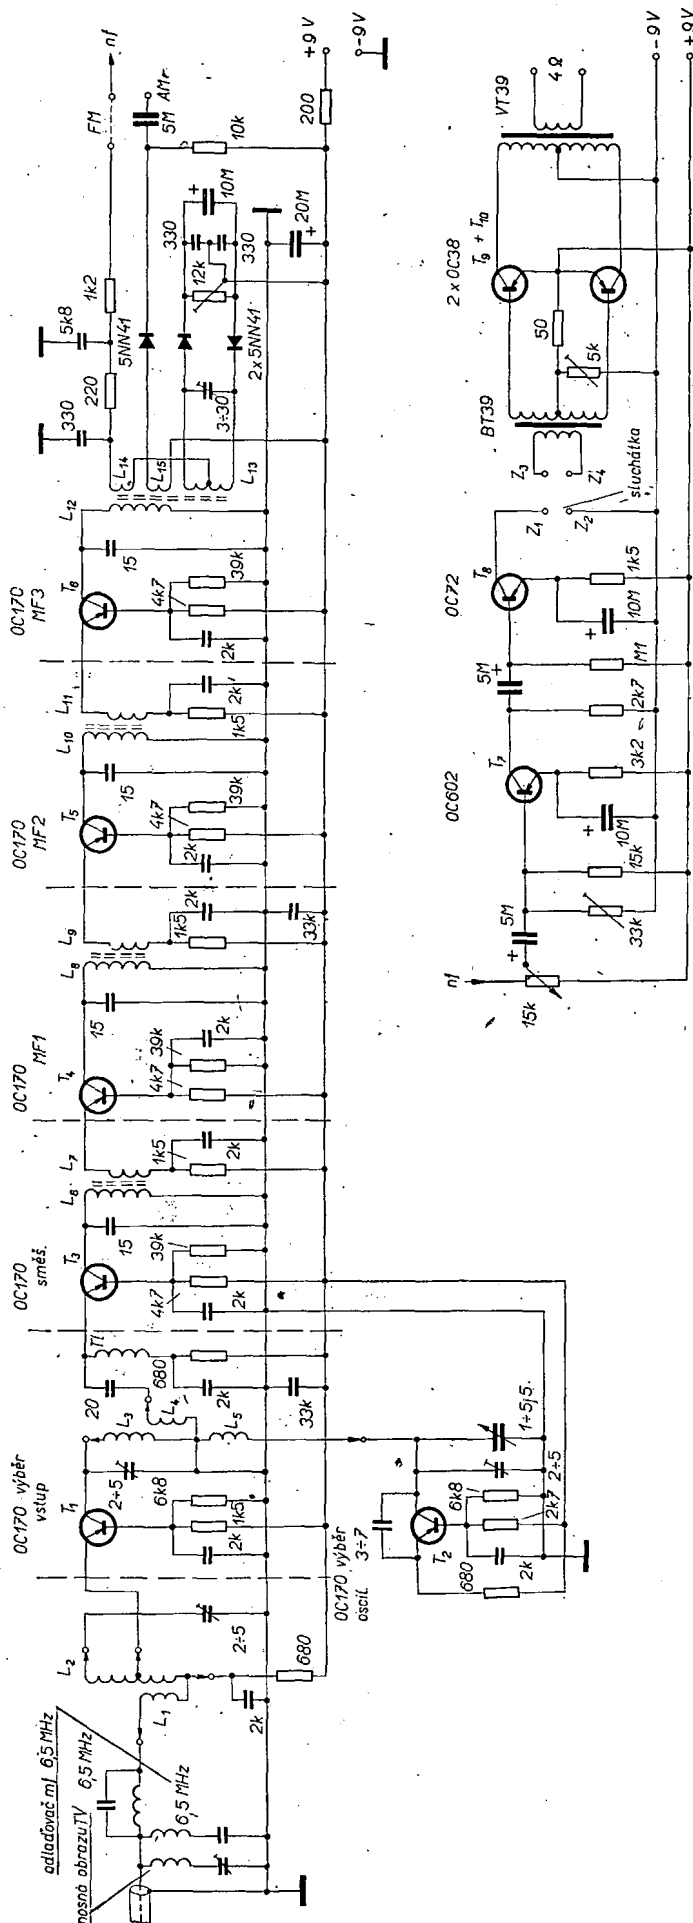 nosná obrazu TV
odlaďovač mf 6,5 MHz
6,5 MHz
6,5 MHz
L1
L2
2k
680
2÷5
OC170 výběr
vstup
T1
2÷5
6k8
2k
1k5
L3
L4
L5
20
Tl
680
2k
33k
OC170
směš.
T3
15
4k7
39k
2k
L6
L7
1k5
2k
OC170 MF1
T4
15
4k7
39k
2k
L8
L9
1k5
2k
33k
OC170
MF2
T5
15
4k7
39k
2k
L10
L11
1k5
2k
OC170
MF3
T6
15
4k7
39k
2k
L12
L14
L15
L13
330
220
5k8
1k2
FM
nf
5NN41
5M
AM
10k
3÷30
2x5NN41
12k
330
330
10M
+
20M
+
200
+9V
-9V
OC170 výběr
oscil.
3÷7
T2
680
2k
6k8
2k7
2÷5
1÷5j5
nf
15k
+
5M
33k
15k
OC602
T7
+
10M
3k2
2k7
5M
+
M1
OC72
T8
+
10M
1k5
Z1
Z2
sluchátka
Z3
Z4
BT39
50
5k
2 x OC38
T9 + T10
VT39
4Ω
-9V
+9V